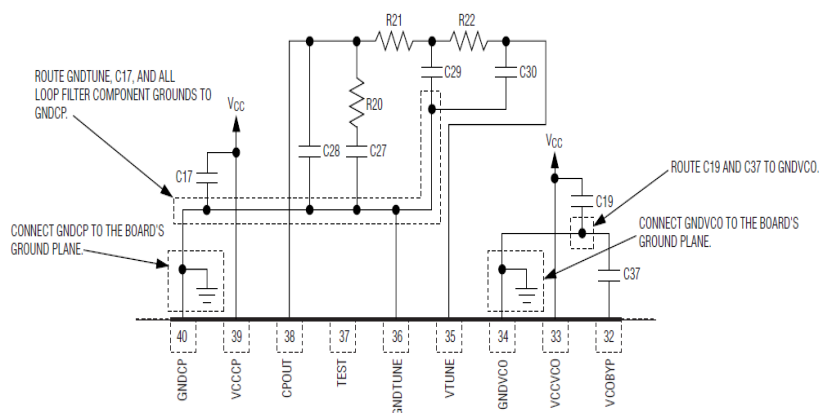 R21
R22
ROUTE GNDTUNE, C17, AND ALL
LOOP FILTER COMPONENT GROUNDS TO
GNDCP.
C29
C30
VCC
R20
C28
C27
C17
VCC
ROUTE C19 AND C37 TO GNDVCO.
C19
CONNECT GNDVCO TO THE BOARD'S
GROUND PLANE.
CONNECT GNDCP TO THE BOARD'S
GROUND PLANE.
C37
40
39
38
37
36
35
34
33
32
GNDCP
VCCCP
CPOUT
TEST
GNDTUNE
VTUNE
GNDVCO
VCCVCO
VCOBYP